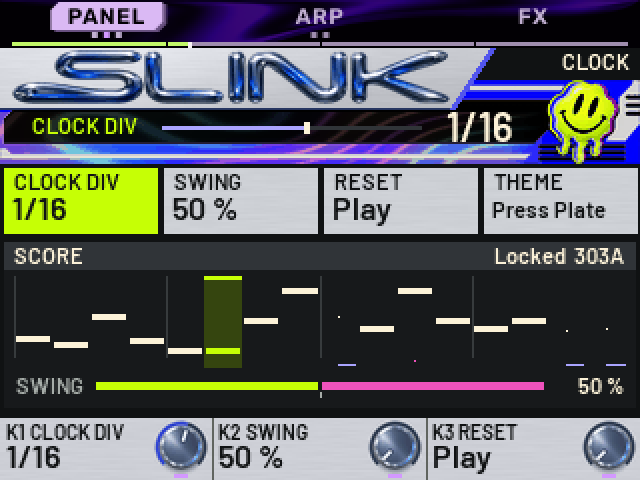 PANEL ARP FX
SLINK
CLOCK
CLOCK DIV 1/16
CLOCK DIV SWING RESET THEME
1/16 50 % Play Press Plate
SCORE Locked 303A
SWING 50 %
K1 CLOCK DIV K2 SWING K3 RESET
1/16 50 % Play